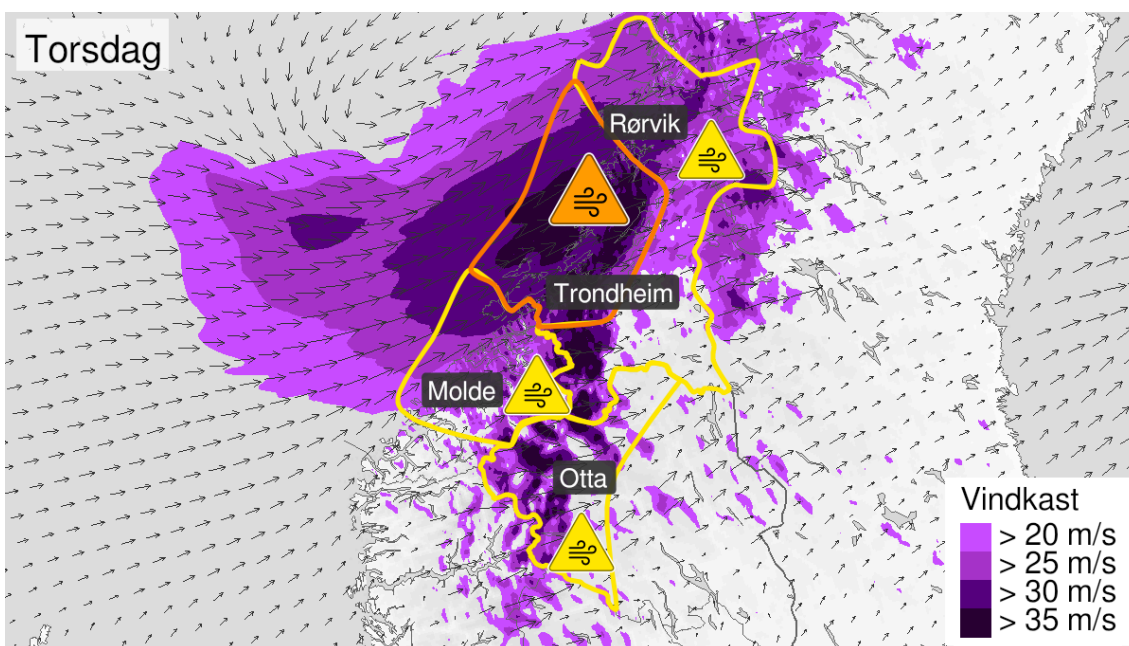 Torsdag
Rørvik
Trondheim
Molde
Otta
Vindkast
> 20 m/s
> 25 m/s
> 30 m/s
> 35 m/s